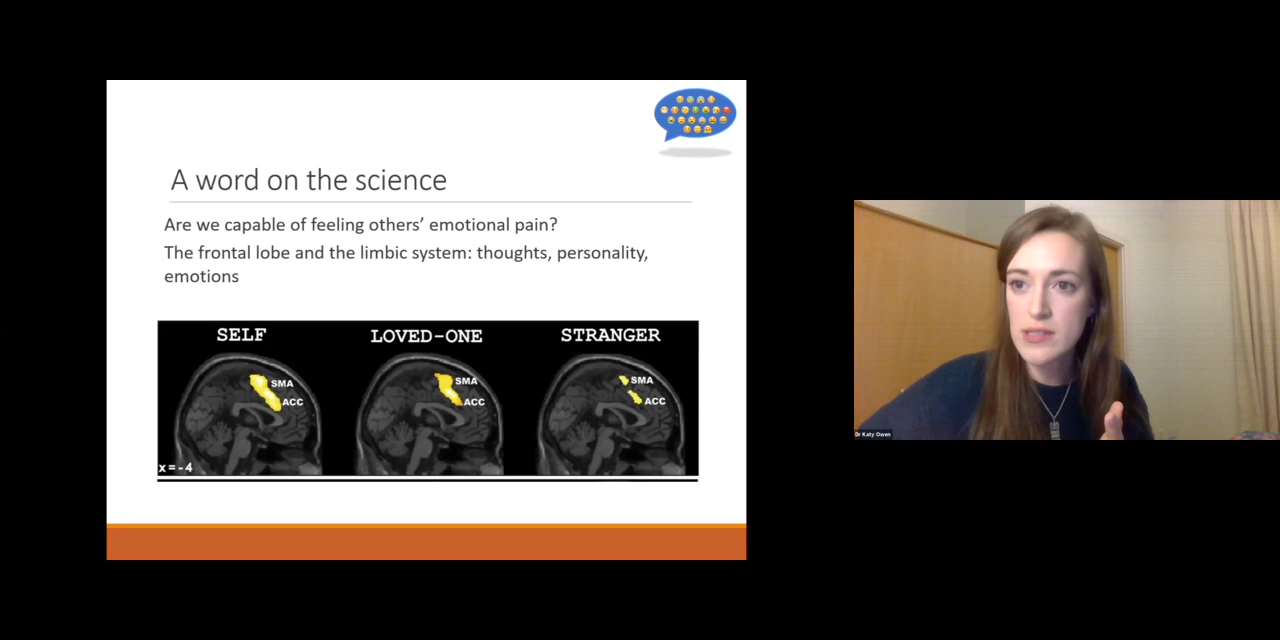 A word on the science
Are we capable of feeling others’ emotional pain?
The frontal lobe and the limbic system: thoughts, personality,
emotions
SELF
LOVED-ONE
STRANGER
SMA
ACC
SMA
ACC
SMA
ACC
x = - 4
Dr Katy Owen